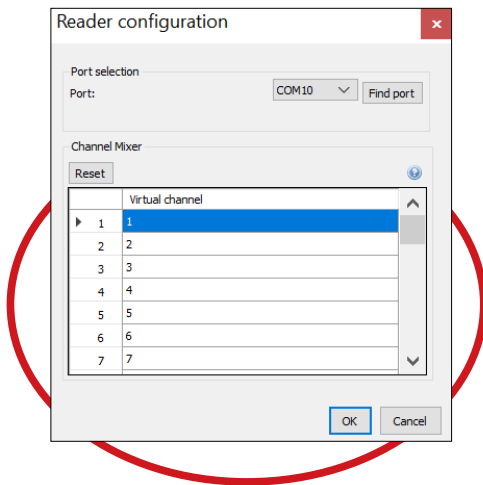 Reader configuration
Port selection
Port:
COM10
Find port
Channel Mixer
Reset
Virtual channel
1 1
2 2
3 3
4 4
5 5
6 6
7 7
OK Cancel